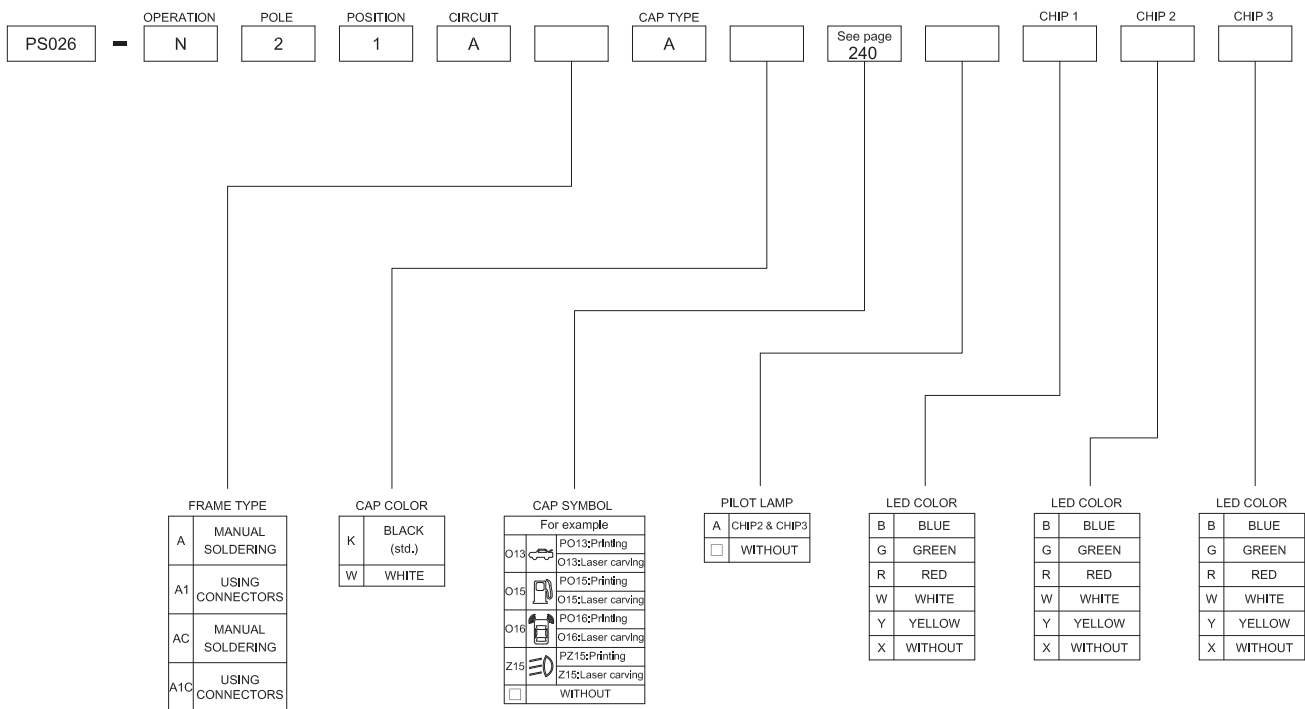 OPERATION POLE POSITION CIRCUIT CAP TYPE CHIP 1 CHIP 2 CHIP 3
PS026 - N 2 1 A A See page
240
FRAME TYPE
A MANUAL
SOLDERING
A1 USING
CONNECTORS
AC MANUAL
SOLDERING
A1C USING
CONNECTORS
CAP COLOR
K BLACK
(std.)
W WHITE
CAP SYMBOL
For example
O13 PO13:Printing
O13:Laser carving
O15 PO15:Printing
O15:Laser carving
O16 PO16:Printing
O16:Laser carving
Z15 PZ15:Printing
Z15:Laser carving
□ WITHOUT
PILOT LAMP
A CHIP2 & CHIP3
□ WITHOUT
LED COLOR
B BLUE
G GREEN
R RED
W WHITE
Y YELLOW
X WITHOUT
LED COLOR
B BLUE
G GREEN
R RED
W WHITE
Y YELLOW
X WITHOUT
LED COLOR
B BLUE
G GREEN
R RED
W WHITE
Y YELLOW
X WITHOUT